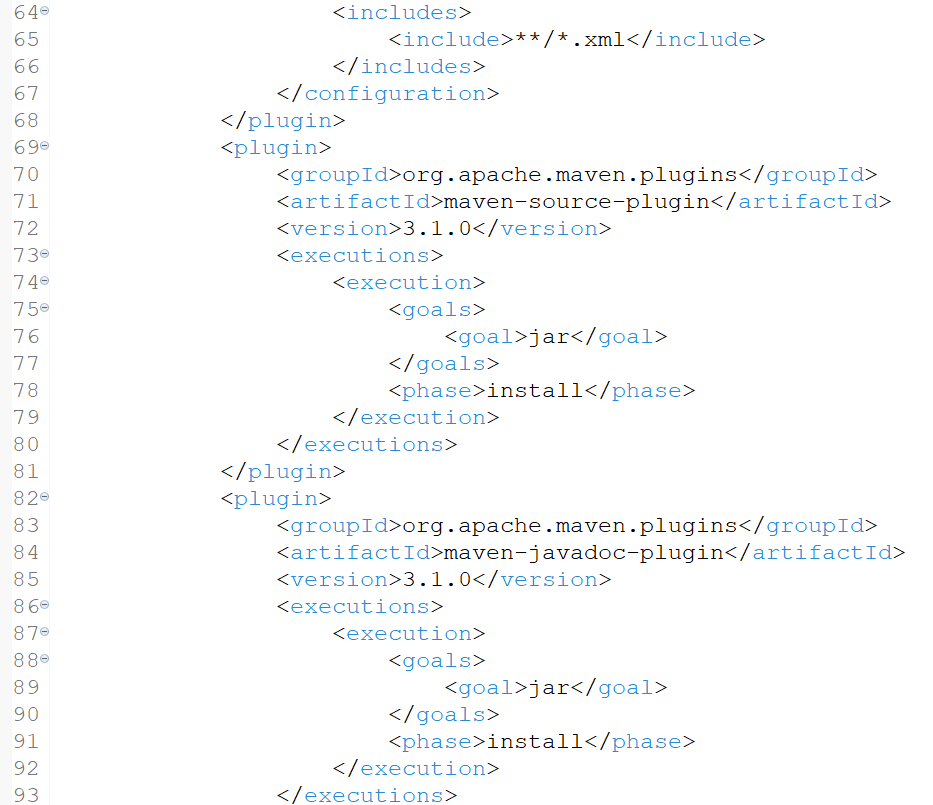 64 <includes>
65 <include>**/*.xml</include>
66 </includes>
67 </configuration>
68 </plugin>
69 <plugin>
70 <groupId>org.apache.maven.plugins</groupId>
71 <artifactId>maven-source-plugin</artifactId>
72 <version>3.1.0</version>
73 <executions>
74 <execution>
75 <goals>
76 <goal>jar</goal>
77 </goals>
78 <phase>install</phase>
79 </execution>
80 </executions>
81 </plugin>
82 <plugin>
83 <groupId>org.apache.maven.plugins</groupId>
84 <artifactId>maven-javadoc-plugin</artifactId>
85 <version>3.1.0</version>
86 <executions>
87 <execution>
88 <goals>
89 <goal>jar</goal>
90 </goals>
91 <phase>install</phase>
92 </execution>
93 </executions>